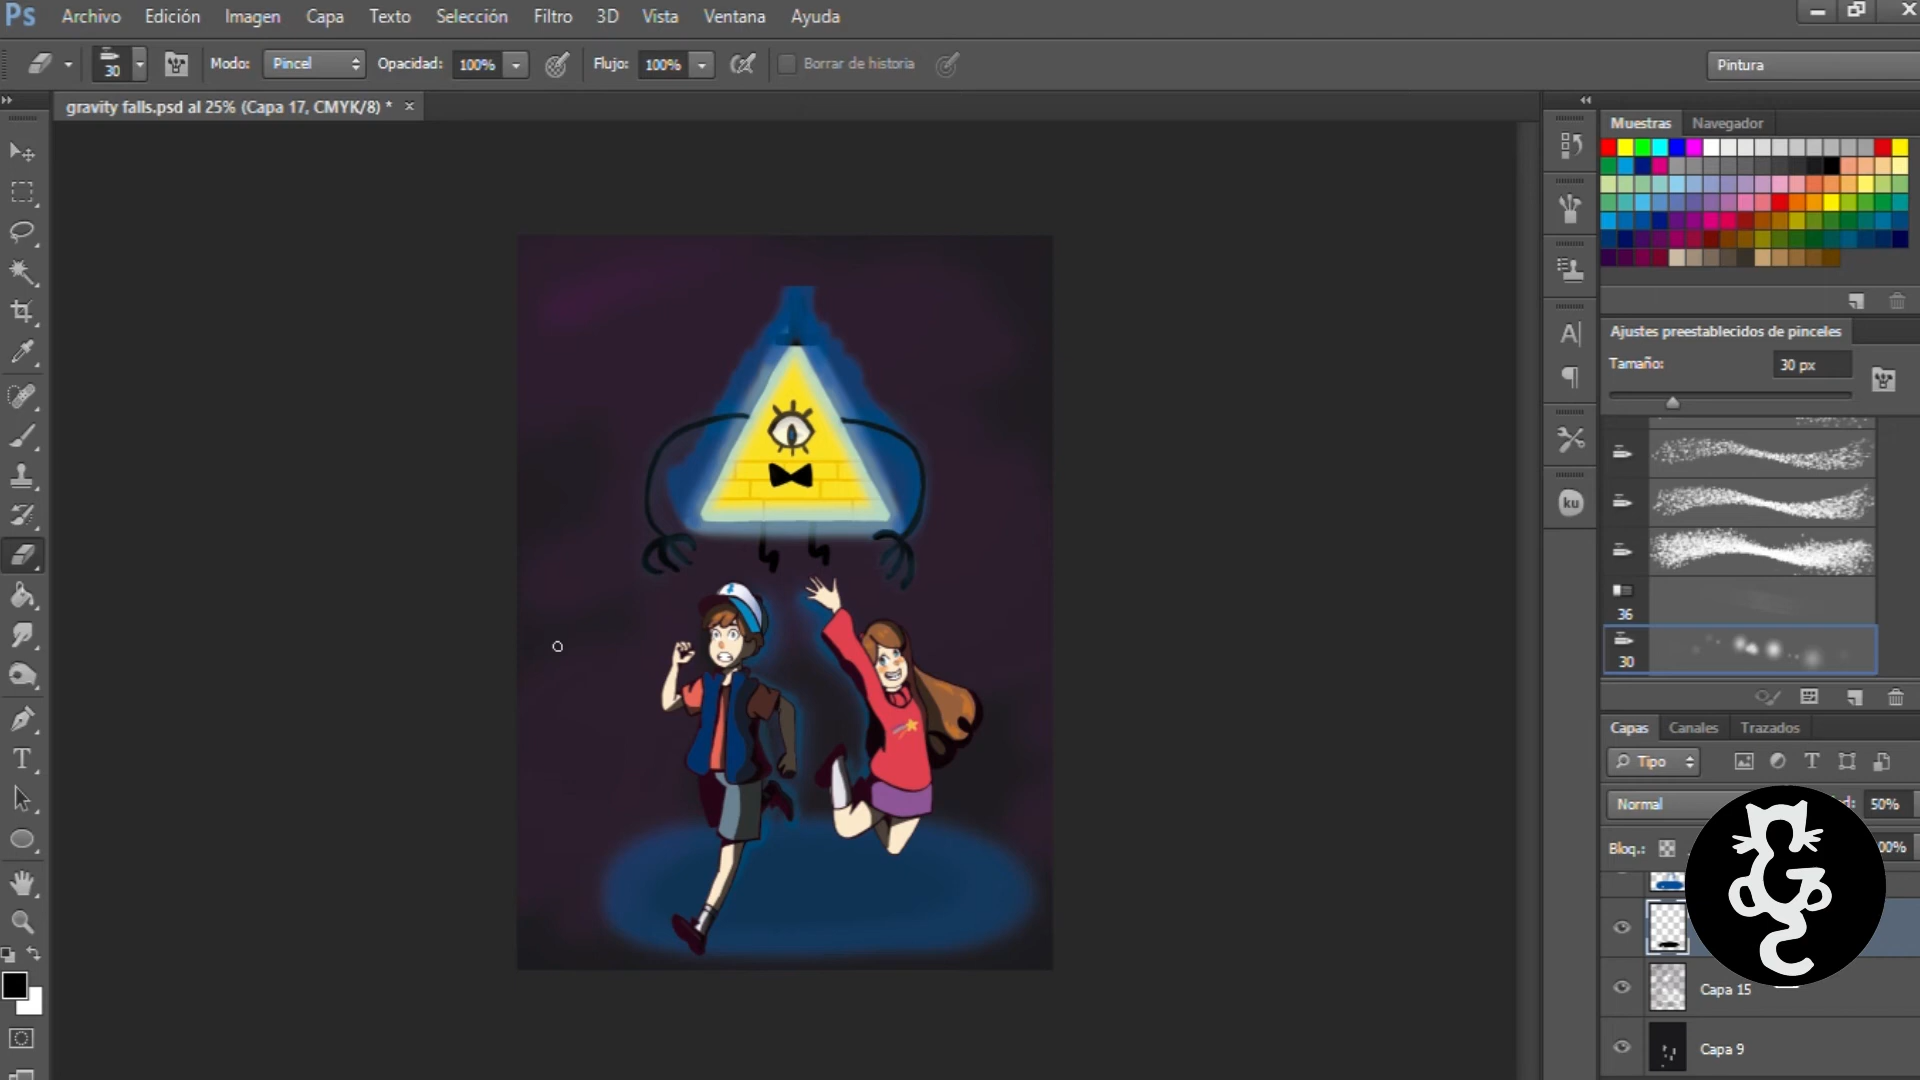 Ps Archivo Edición Imagen Capa Texto Selección Filtro 3D Vista Ventana Ayuda
30 Modo: Pincel Opacidad: 100% Flujo: 100% Borrar de historia Pintura
gravity falls.psd al 25% (Capa 17, CMYK/8) * ×
Muestras Navegador
Ajustes preestablecidos de pinceles
Tamaño: 30 px
36
30
ku
Capas Canales Trazados
Tipo
Normal 50%
Bloq.: 00%
Capa 15
Capa 9